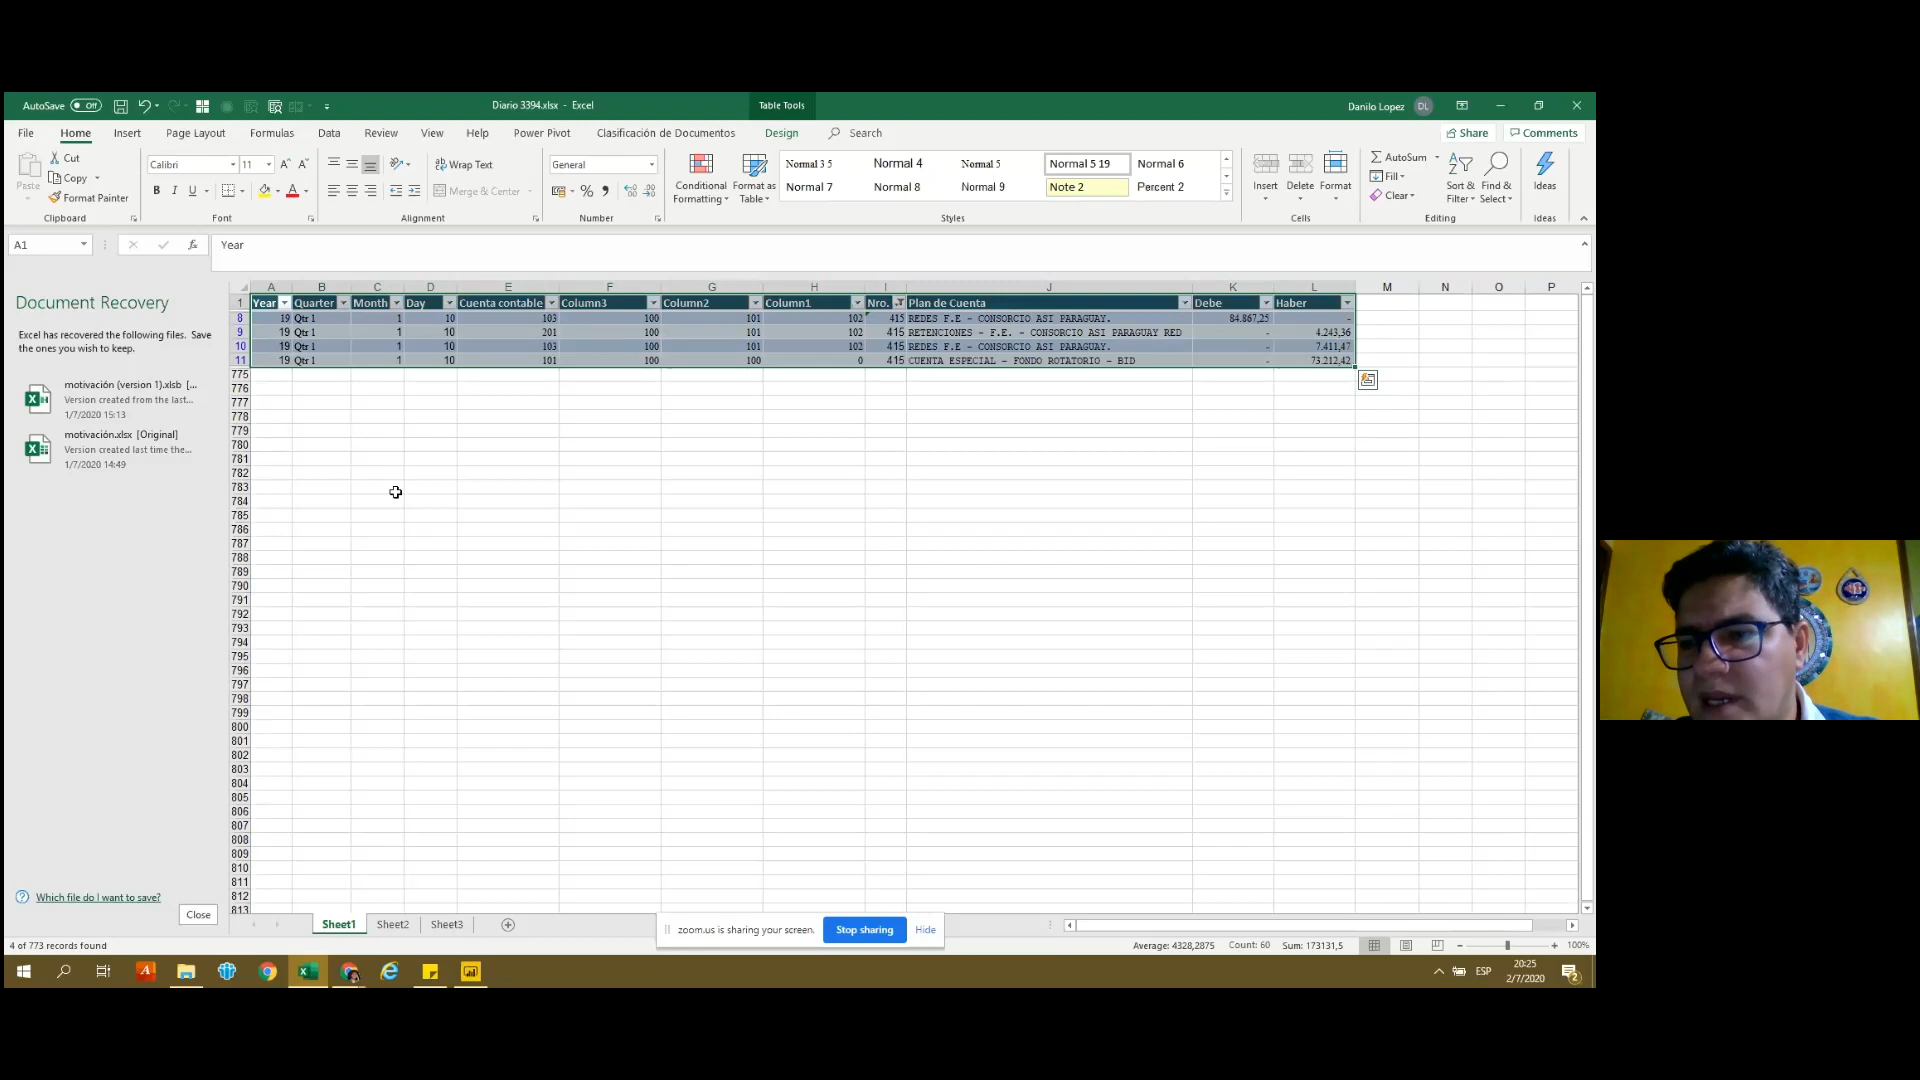 AutoSave Off
Diario 3394.xlsx - Excel
Table Tools
Danilo Lopez DL
File Home Insert Page Layout Formulas Data Review View Help Power Pivot Clasificación de Documentos Design Search
Share Comments
Cut
Copy
Format Painter
Paste
Calibri 11
B I U
Wrap Text
Merge & Center
General
Conditional Formatting
Format as Table
Normal 3 5 Normal 4 Normal 5 Normal 5 19 Normal 6
Normal 7 Normal 8 Normal 9 Note 2 Percent 2
Insert Delete Format
AutoSum
Fill
Clear
Sort & Filter
Find & Select
Ideas
Clipboard Font Alignment Number Styles Cells Editing Ideas
A1 fx Year
Document Recovery
Excel has recovered the following files. Save
the ones you wish to keep.
motivación (version 1).xlsb [...
Version created from the last...
1/7/2020 15:13
motivación.xlsx [Original]
Version created last time the...
1/7/2020 14:49
Which file do I want to save?
Close
A B C D E F G H I J K L M N O P
1 Year Quarter Month Day Cuenta contable Column3 Column2 Column1 Nro. Plan de Cuenta Debe Haber
8 19 Qtr 1 1 10 103 100 101 102 415 REDES F.E - CONSORCIO ASI PARAGUAY. 84.867,25 -
9 19 Qtr 1 1 10 201 100 101 102 415 RETENCIONES - F.E. - CONSORCIO ASI PARAGUAY RED - 4.243,36
10 19 Qtr 1 1 10 103 100 101 102 415 REDES F.E - CONSORCIO ASI PARAGUAY. - 7.411,47
11 19 Qtr 1 1 10 101 100 100 0 415 CUENTA ESPECIAL - FONDO ROTATORIO - BID - 73.212,42
775
776
777
778
779
780
781
782
783
784
785
786
787
788
789
790
791
792
793
794
795
796
797
798
799
800
801
802
803
804
805
806
807
808
809
810
811
812
813
Sheet1 Sheet2 Sheet3
zoom.us is sharing your screen. Stop sharing Hide
4 of 773 records found
Average: 4328,2875 Count: 60 Sum: 173131,5
100%
ESP
20:25
2/7/2020
2